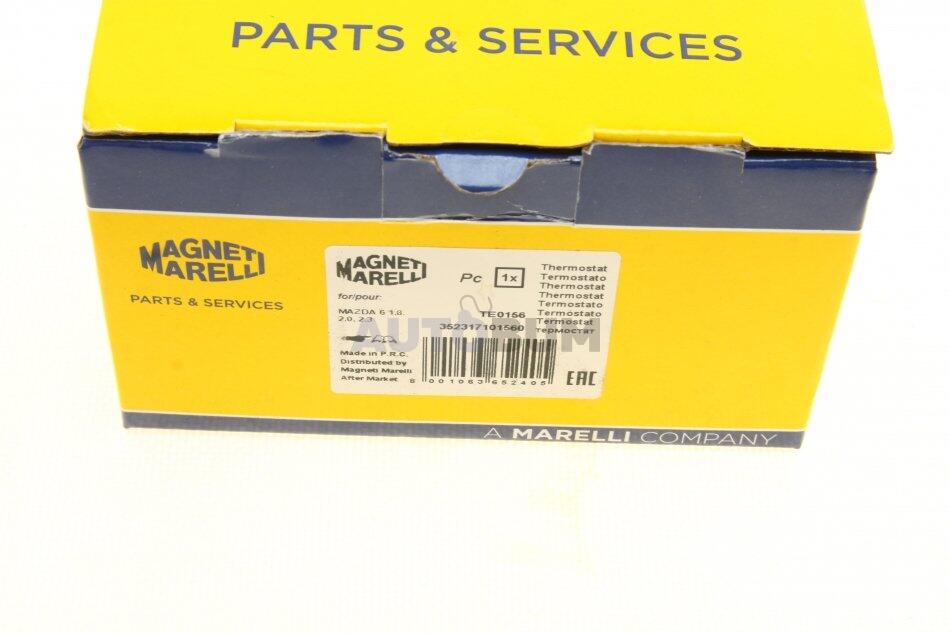 PARTS & SERVICES
MAGNETI
MARELLI
PARTS & SERVICES
MAGNETI
MARELLI
Pc 1x
for/pour:
MAZDA 6 1.8.
2.0. 2.3
Thermostat
Termostato
Thermostat
Thermostat
Termostato
Termostato
Termostat
термостат
TE0156
352317101560
AUTOBUM
Made in P.R.C.
Distributed by
Magneti Marelli
After Market
8 001063 652405
EAC
A MARELLI COMPANY